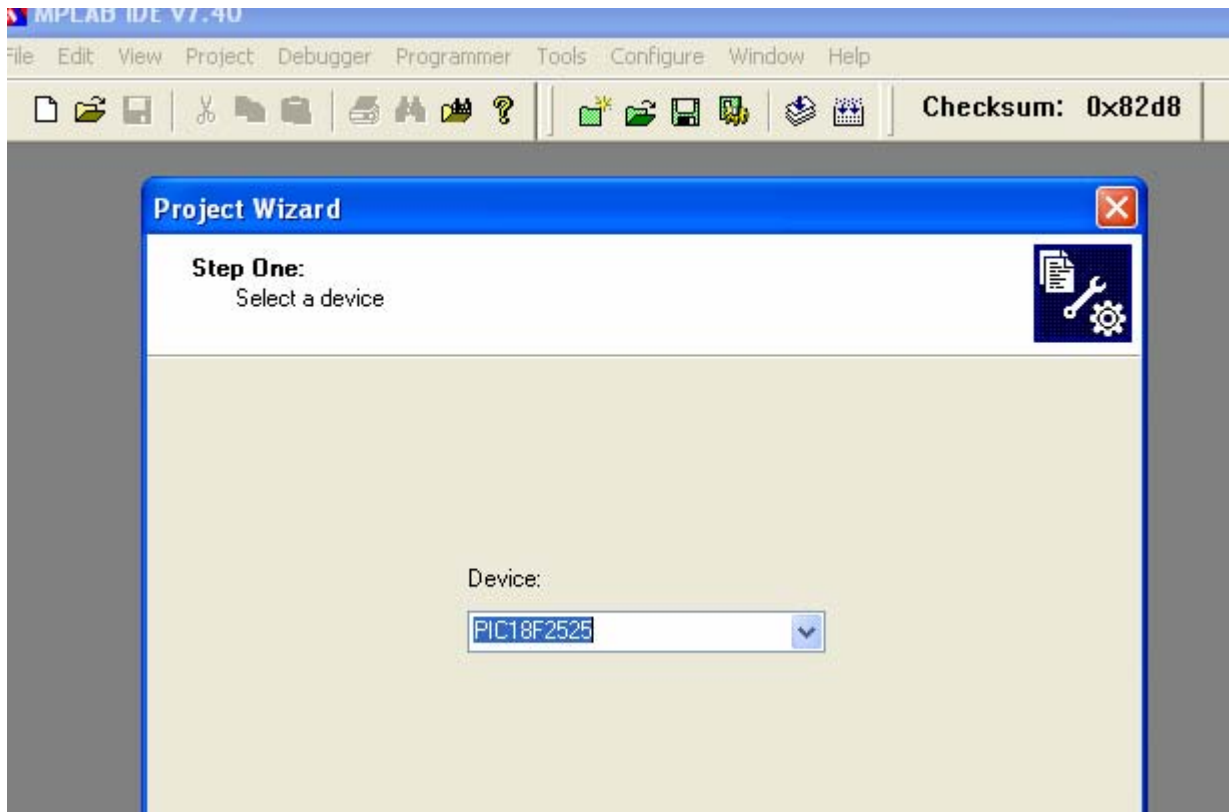 MPLAB IDE v7.40
File Edit View Project Debugger Programmer Tools Configure Window Help
Checksum: 0x82d8
Project Wizard
Step One:
Select a device
Device:
PIC18F2525